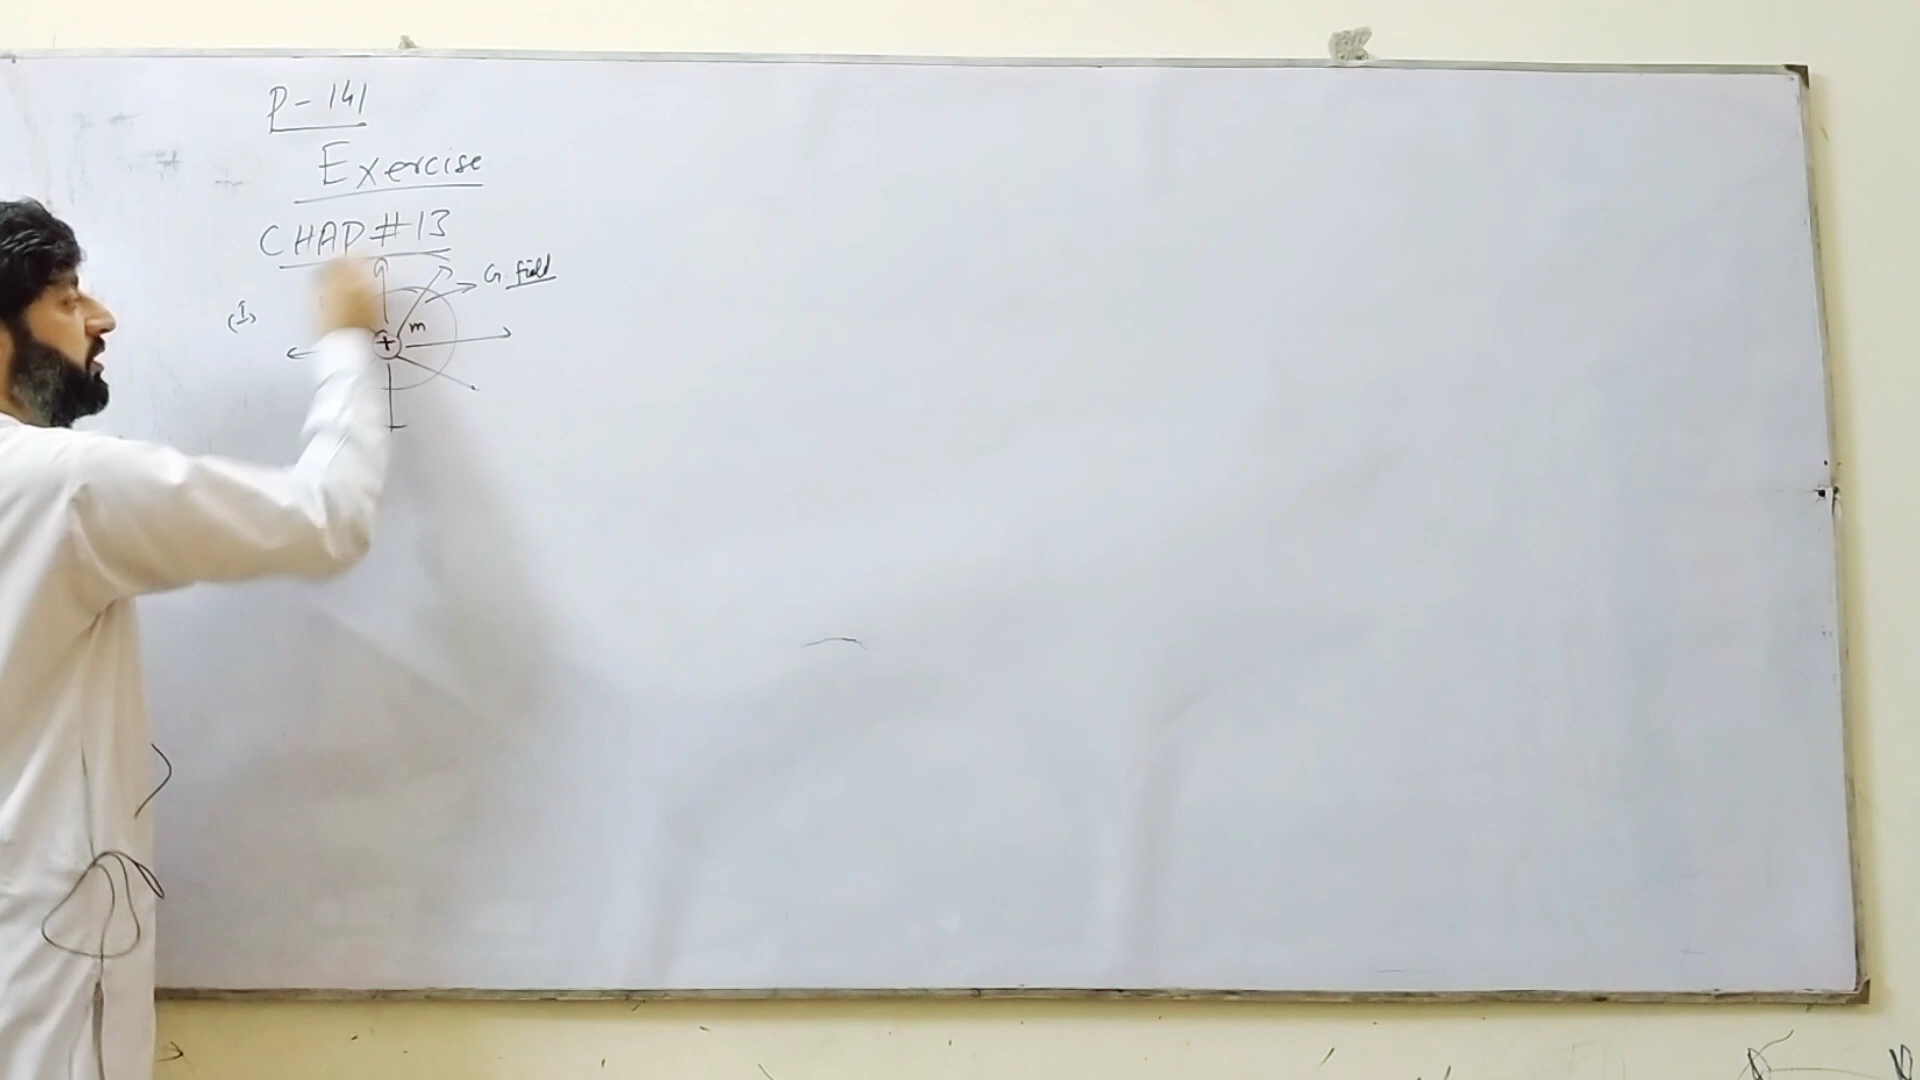 P - 141
Exercise
CHAP # 13
G. field
(I)
m
+